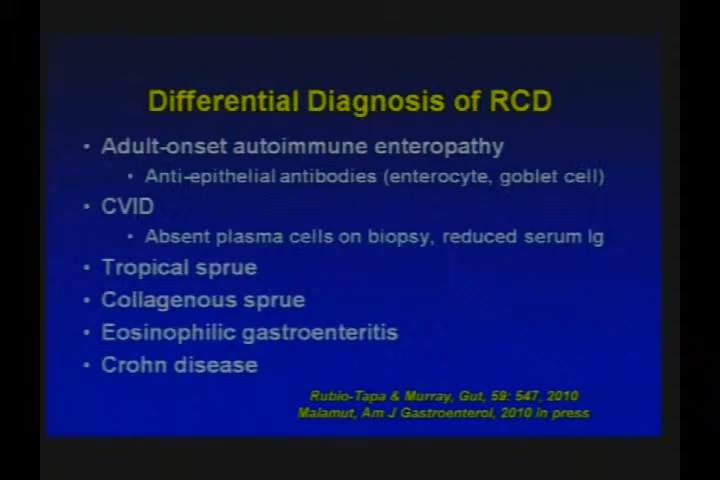 Differential Diagnosis of RCD
• Adult-onset autoimmune enteropathy
• Anti-epithelial antibodies (enterocyte, goblet cell)
• CVID
• Absent plasma cells on biopsy, reduced serum Ig
• Tropical sprue
• Collagenous sprue
• Eosinophilic gastroenteritis
• Crohn disease
Rubio-Tapa & Murray, Gut, 59: 547, 2010
Malamut, Am J Gastroenterol, 2010 in press